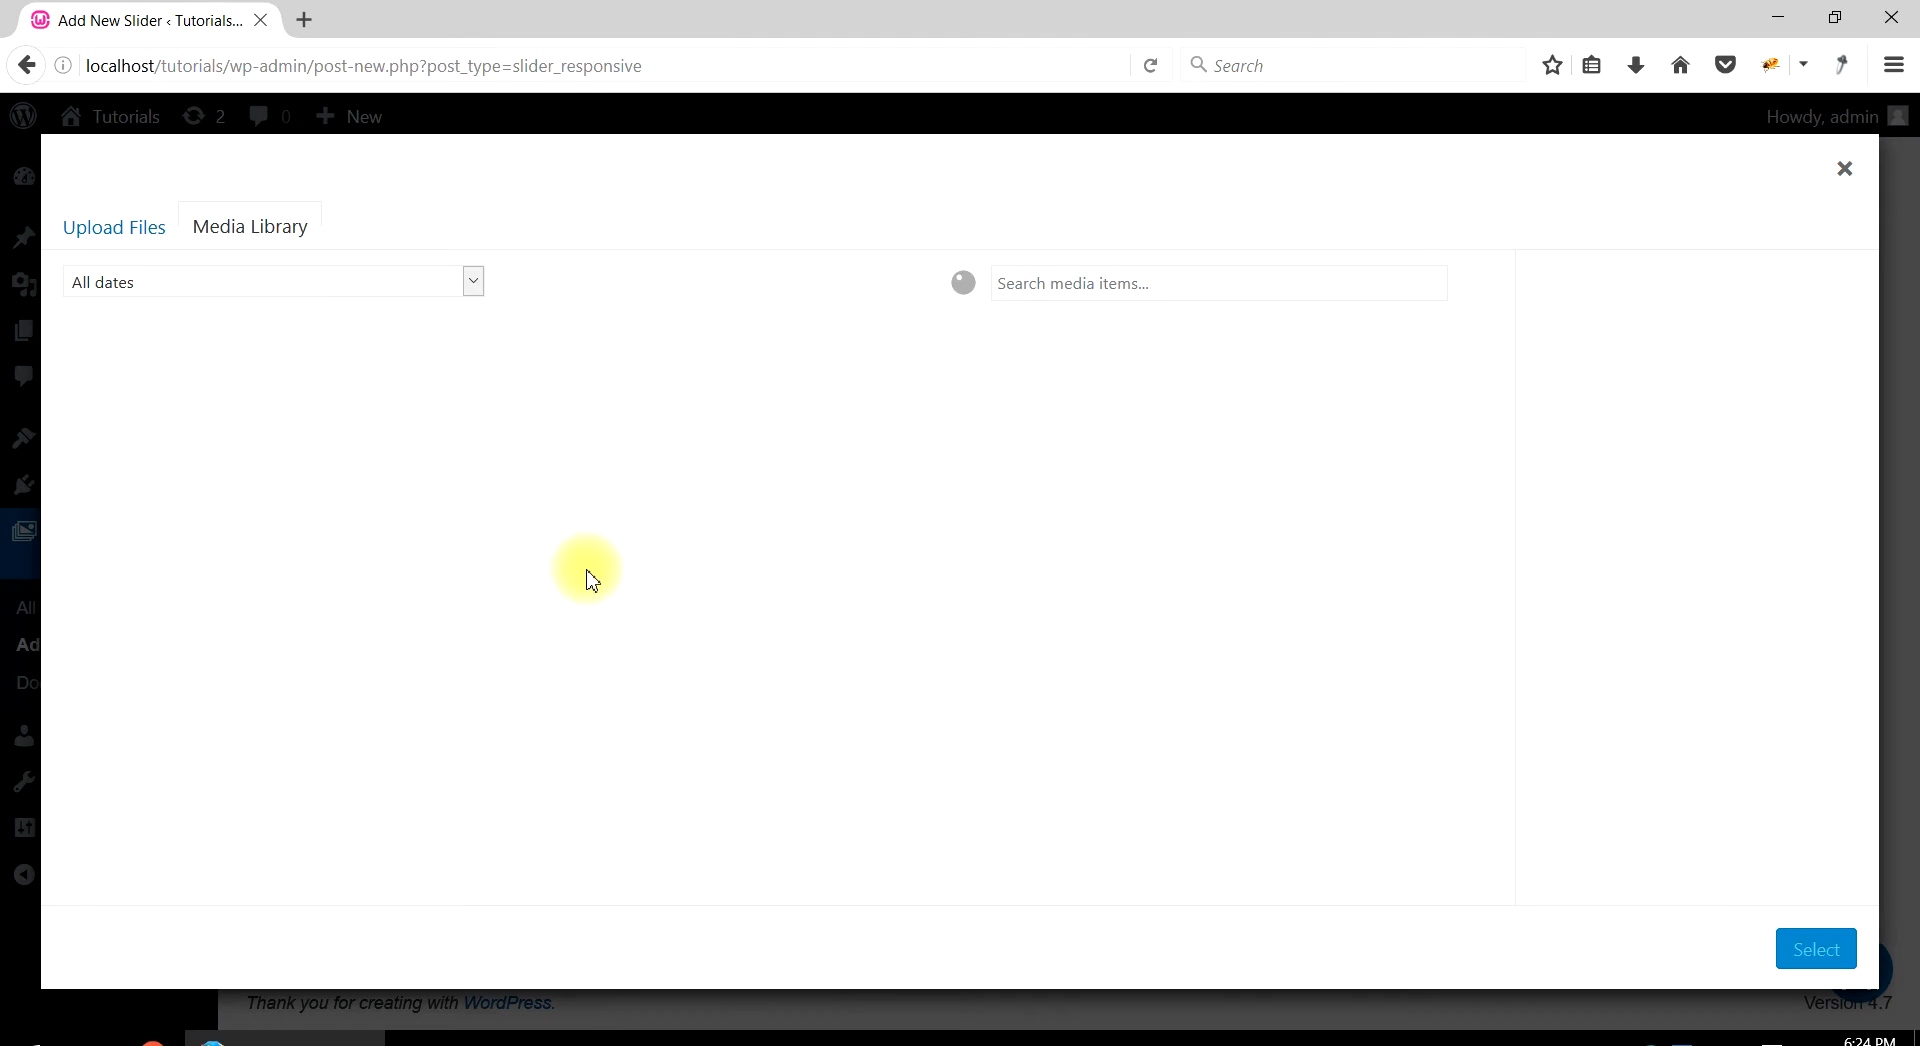 Add New Slider ‹ Tutorials...
localhost/tutorials/wp-admin/post-new.php?post_type=slider_responsive
Search
Tutorials 2 0 New
Howdy, admin
Upload Files
Media Library
All dates
Search media items...
All
Ad
Do
Select
Thank you for creating with WordPress.
Version 4.7
6:24 PM